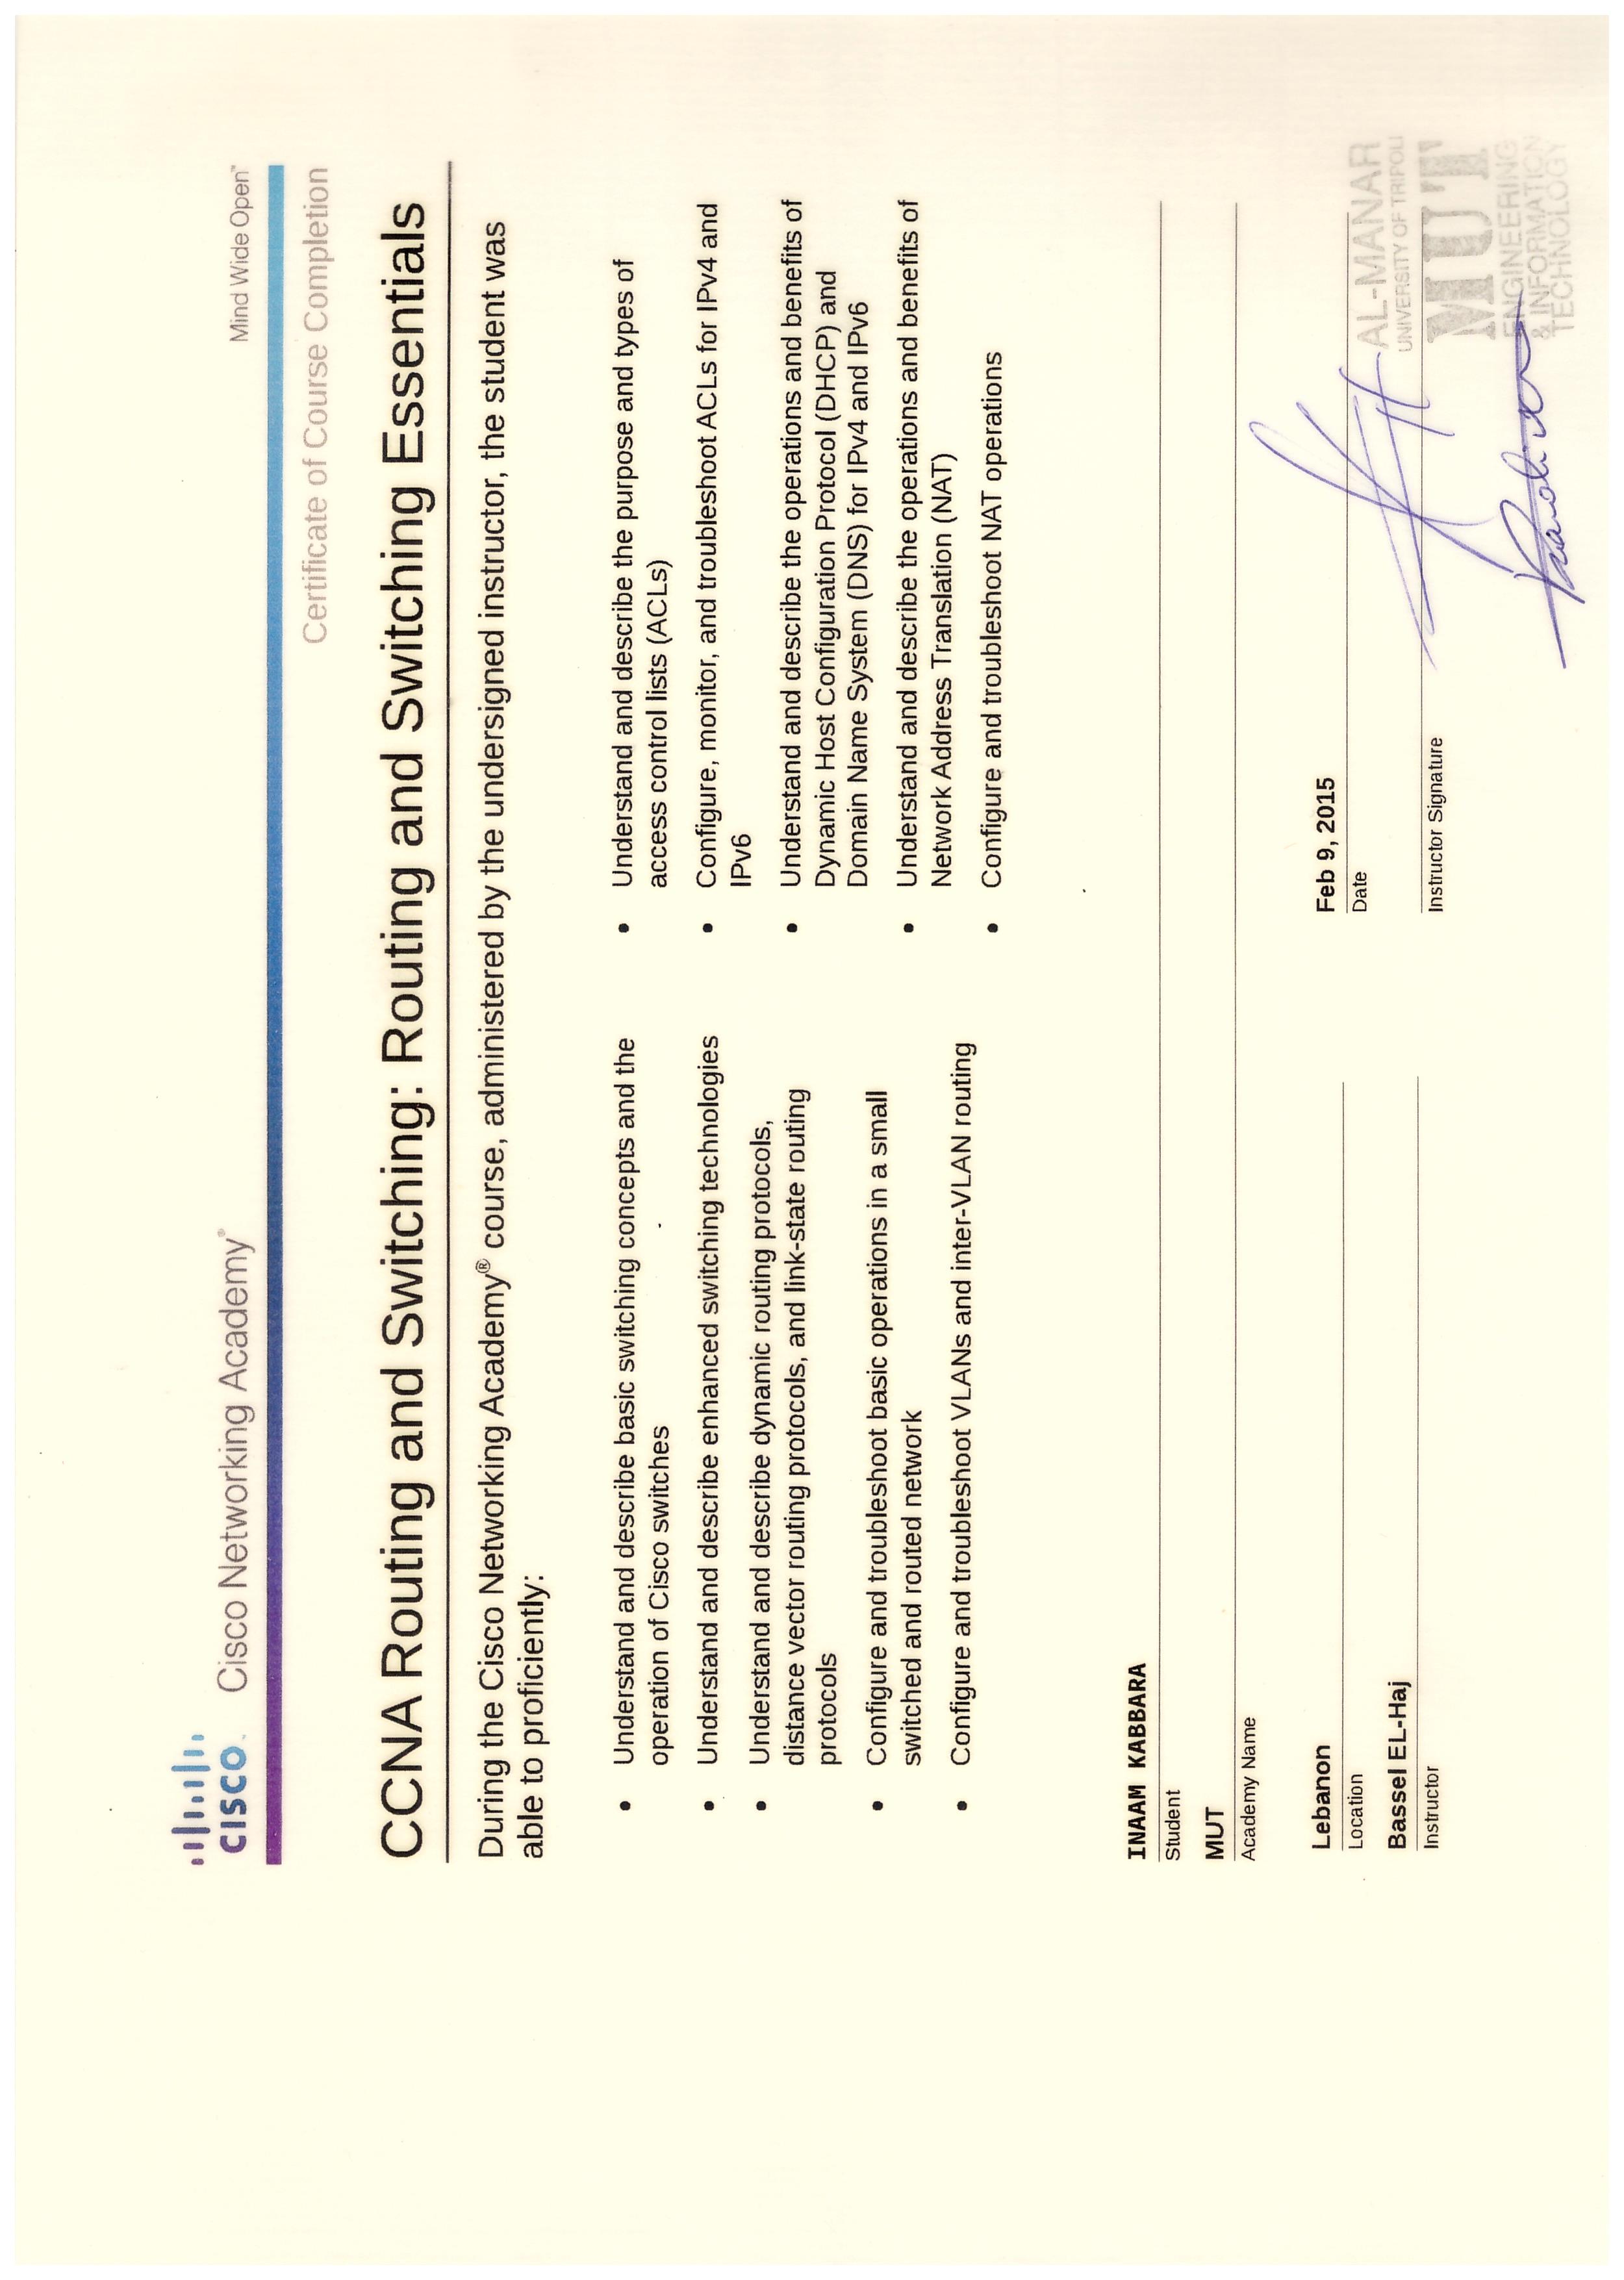 CISCO
Cisco Networking Academy®
Mind Wide Open™
Certificate of Course Completion
CCNA Routing and Switching: Routing and Switching Essentials
During the Cisco Networking Academy® course, administered by the undersigned instructor, the student was
able to proficiently:
• Understand and describe basic switching concepts and the
operation of Cisco switches
• Understand and describe enhanced switching technologies
• Understand and describe dynamic routing protocols,
distance vector routing protocols, and link-state routing
protocols
• Configure and troubleshoot basic operations in a small
switched and routed network
• Configure and troubleshoot VLANs and inter-VLAN routing
• Understand and describe the purpose and types of
access control lists (ACLs)
• Configure, monitor, and troubleshoot ACLs for IPv4 and
IPv6
• Understand and describe the operations and benefits of
Dynamic Host Configuration Protocol (DHCP) and
Domain Name System (DNS) for IPv4 and IPv6
• Understand and describe the operations and benefits of
Network Address Translation (NAT)
• Configure and troubleshoot NAT operations
INAAM KABBARA
Student
MUT
Academy Name
Lebanon
Location
Feb 9, 2015
Date
Bassel EL-Haj
Instructor
Instructor Signature
AL-MANAR
UNIVERSITY OF TRIPOLI
MUT
ENGINEERING
& INFORMATION
TECHNOLOGY